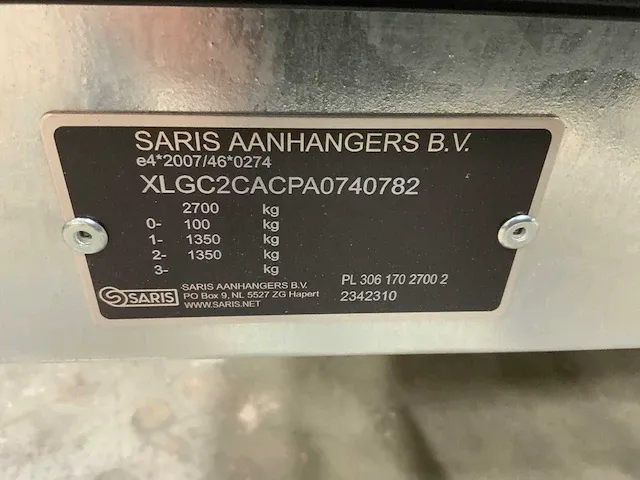 SARIS AANHANGERS B.V.
e4*2007/46*0274
XLGC2CACPA0740782
2700 kg
0- 100 kg
1- 1350 kg
2- 1350 kg
3- kg
SARIS
SARIS AANHANGERS B.V.
PO Box 9, NL 5527 ZG Hapert
WWW.SARIS.NET
PL 306 170 2700 2
2342310